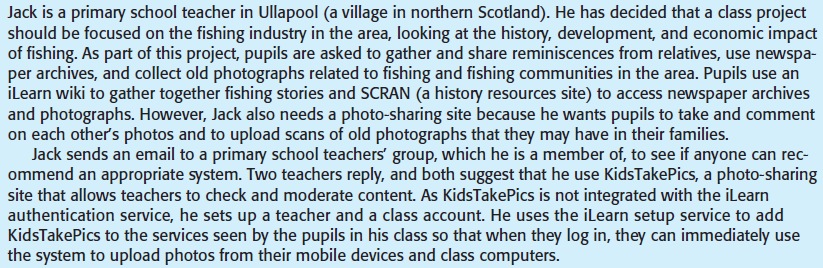 Jack is a primary school teacher in Ullapool (a village in northern Scotland). He has decided that a class project
should be focused on the fishing industry in the area, looking at the history, development, and economic impact
of fishing. As part of this project, pupils are asked to gather and share reminiscences from relatives, use newspa-
per archives, and collect old photographs related to fishing and fishing communities in the area. Pupils use an
iLearn wiki to gather together fishing stories and SCRAN (a history resources site) to access newspaper archives
and photographs. However, Jack also needs a photo-sharing site because he wants pupils to take and comment
on each other's photos and to upload scans of old photographs that they may have in their families.
Jack sends an email to a primary school teachers' group, which he is a member of, to see if anyone can rec-
ommend an appropriate system. Two teachers reply, and both suggest that he use KidsTakePics, a photo-sharing
site that allows teachers to check and moderate content. As KidsTakePics is not integrated with the iLearn
authentication service, he sets up a teacher and a class account. He uses the iLearn setup service to add
KidsTakePics to the services seen by the pupils in his class so that when they log in, they can immediately use
the system to upload photos from their mobile devices and class computers.